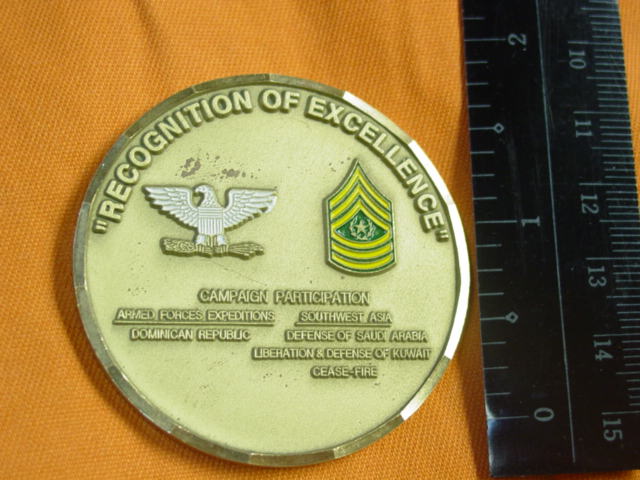 "RECOGNITION OF EXCELLENCE"
CAMPAIGN PARTICIPATION
ARMED FORCES EXPEDITIONS
DOMINICAN REPUBLIC
SOUTHWEST ASIA
DEFENSE OF SAUDI ARABIA
LIBERATION & DEFENSE OF KUWAIT
CEASE-FIRE
2
1
0
10
11
12
13
14
15